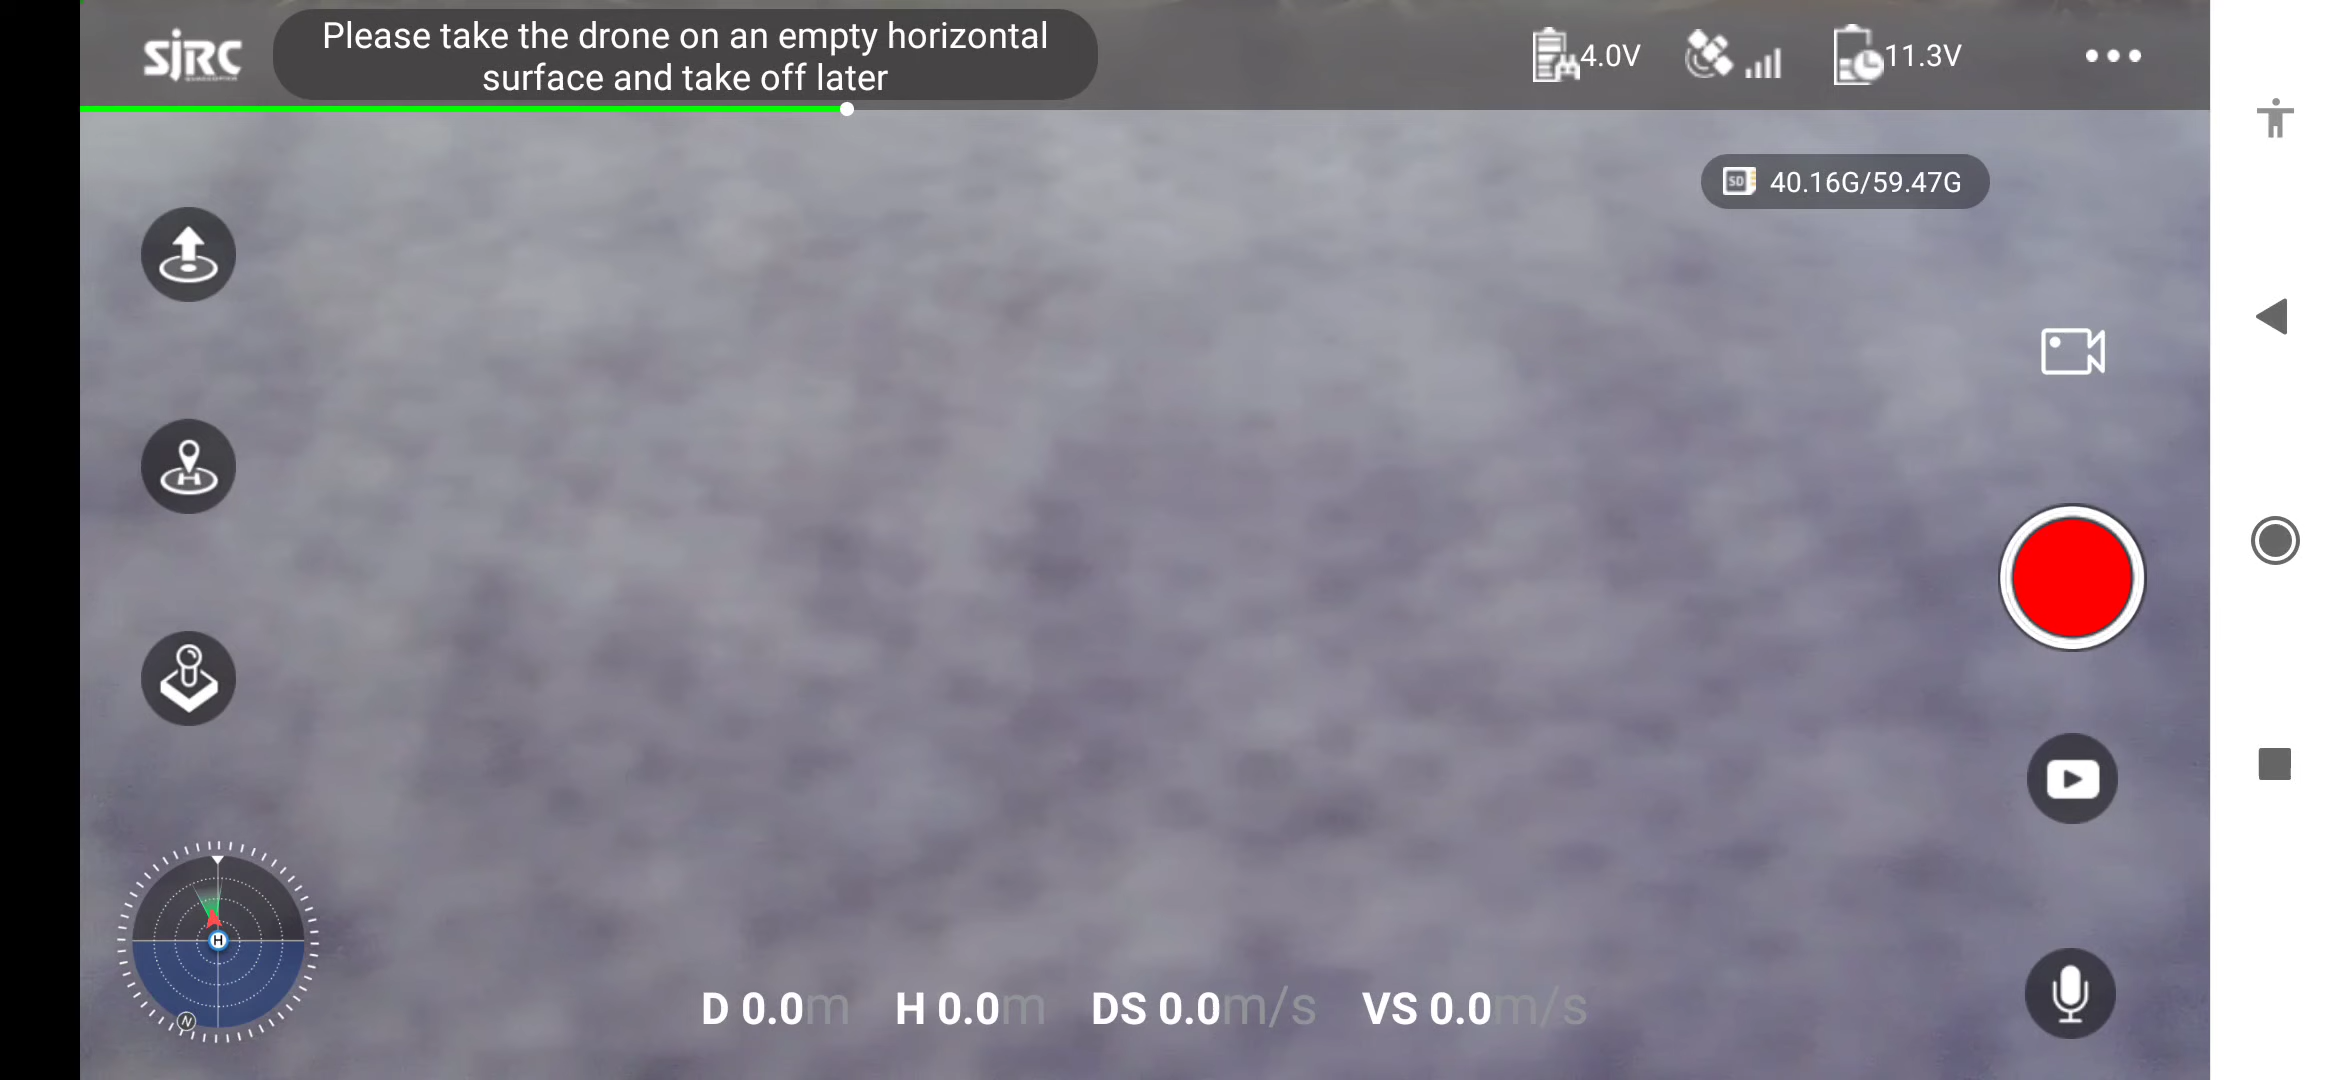 SJRC
Please take the drone on an empty horizontal
surface and take off later
4.0V
11.3V
SD 40.16G/59.47G
H
N
D 0.0m H 0.0m DS 0.0m/s VS 0.0m/s